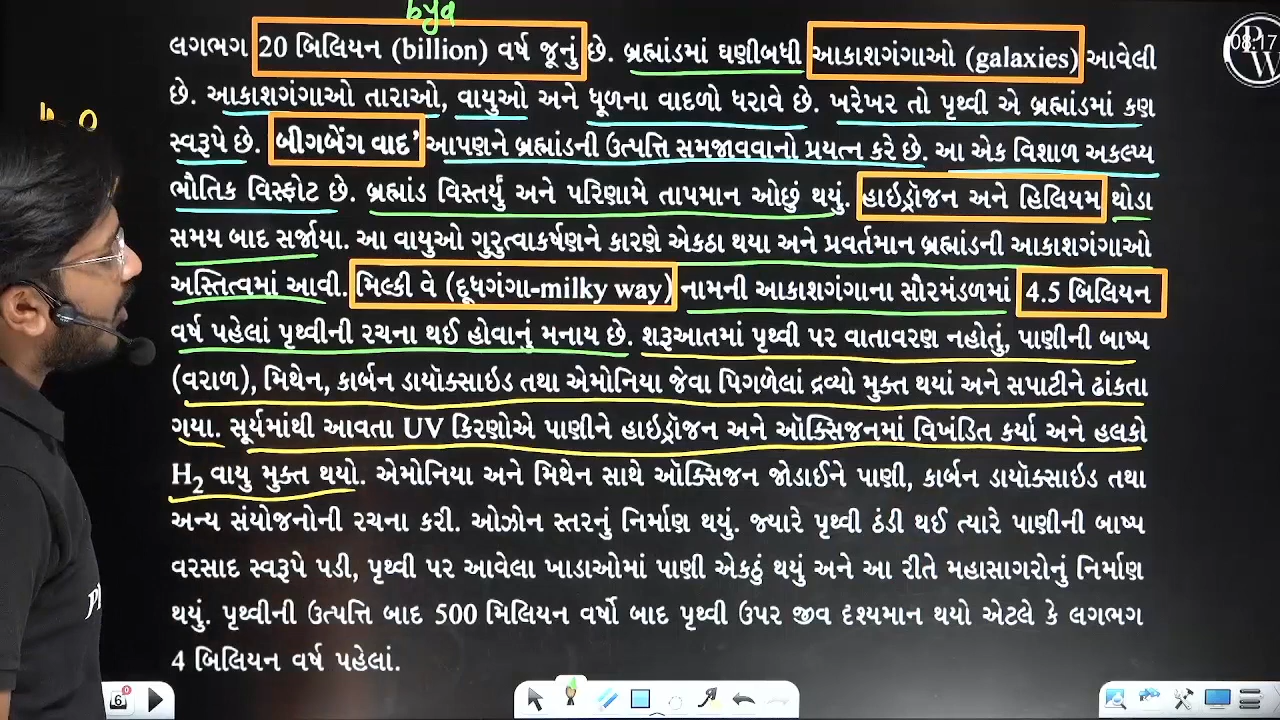 bya
લગભગ 20 બિલિયન (billion) વર્ષ જૂનું છે. બ્રહ્માંડમાં ઘણીબધી આકાશગંગાઓ (galaxies) આવેલી
છે. આકાશગંગાઓ તારાઓ, વાયુઓ અને ધૂળના વાદળો ધરાવે છે. ખરેખર તો પૃથ્વી એ બ્રહ્માંડમાં કણ
સ્વરૂપે છે. બીગબેંગ વાદ' આપણને બ્રહ્માંડની ઉત્પત્તિ સમજાવવાનો પ્રયત્ન કરે છે. આ એક વિશાળ અકલ્પ્ય
ભૌતિક વિસ્ફોટ છે. બ્રહ્માંડ વિસ્તર્યું અને પરિણામે તાપમાન ઓછું થયું. હાઇડ્રૉજન અને હિલિયમ થોડા
સમય બાદ સર્જાયા. આ વાયુઓ ગુરુત્વાકર્ષણને કારણે એકઠા થયા અને પ્રવર્તમાન બ્રહ્માંડની આકાશગંગાઓ
અસ્તિત્વમાં આવી. મિલ્કી વે (દૂધગંગા-milky way) નામની આકાશગંગાના સૌરમંડળમાં 4.5 બિલિયન
વર્ષ પહેલાં પૃથ્વીની રચના થઈ હોવાનું મનાય છે. શરૂઆતમાં પૃથ્વી પર વાતાવરણ નહોતું, પાણીની બાષ્પ
(વરાળ), મિથેન, કાર્બન ડાયૉક્સાઇડ તથા એમોનિયા જેવા પિગળેલાં દ્રવ્યો મુક્ત થયાં અને સપાટીને ઢાંકતા
ગયા. સૂર્યમાંથી આવતા UV કિરણોએ પાણીને હાઇડ્રૉજન અને ઑક્સિજનમાં વિખંડિત કર્યા અને હલકો
H2 વાયુ મુક્ત થયો. એમોનિયા અને મિથેન સાથે ઑક્સિજન જોડાઈને પાણી, કાર્બન ડાયૉક્સાઇડ તથા
અન્ય સંયોજનોની રચના કરી. ઓઝોન સ્તરનું નિર્માણ થયું. જ્યારે પૃથ્વી ઠંડી થઈ ત્યારે પાણીની બાષ્પ
વરસાદ સ્વરૂપે પડી, પૃથ્વી પર આવેલા ખાડાઓમાં પાણી એકઠું થયું અને આ રીતે મહાસાગરોનું નિર્માણ
થયું. પૃથ્વીની ઉત્પત્તિ બાદ 500 મિલિયન વર્ષો બાદ પૃથ્વી ઉપર જીવ દૃશ્યમાન થયો એટલે કે લગભગ
4 બિલિયન વર્ષ પહેલાં.